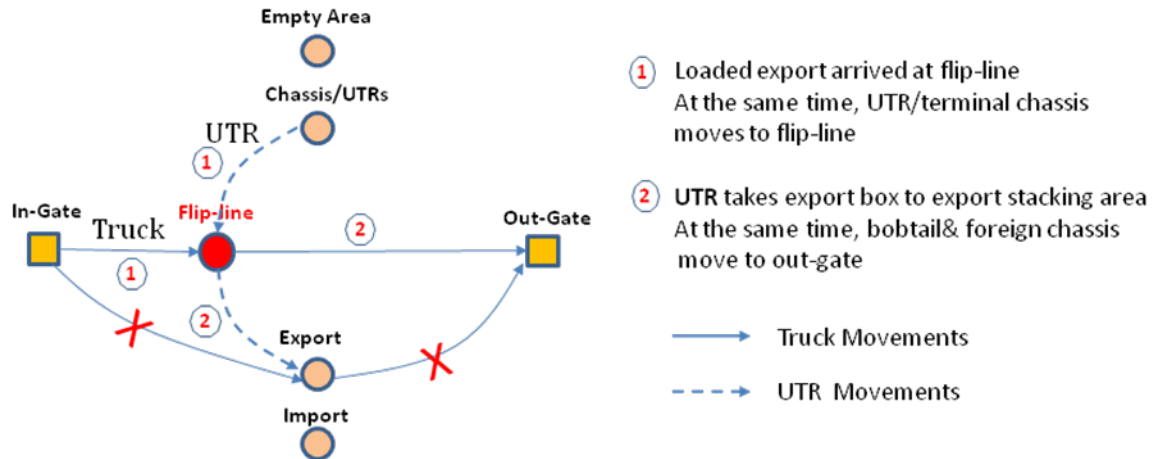 Empty Area
Chassis/UTRs
UTR
1
In-Gate
Truck
Flip-line
2
Out-Gate
1
2
Export
Import
1 Loaded export arrived at flip-line
At the same time, UTR/terminal chassis
moves to flip-line
2 UTR takes export box to export stacking area
At the same time, bobtail& foreign chassis
move to out-gate
Truck Movements
UTR Movements